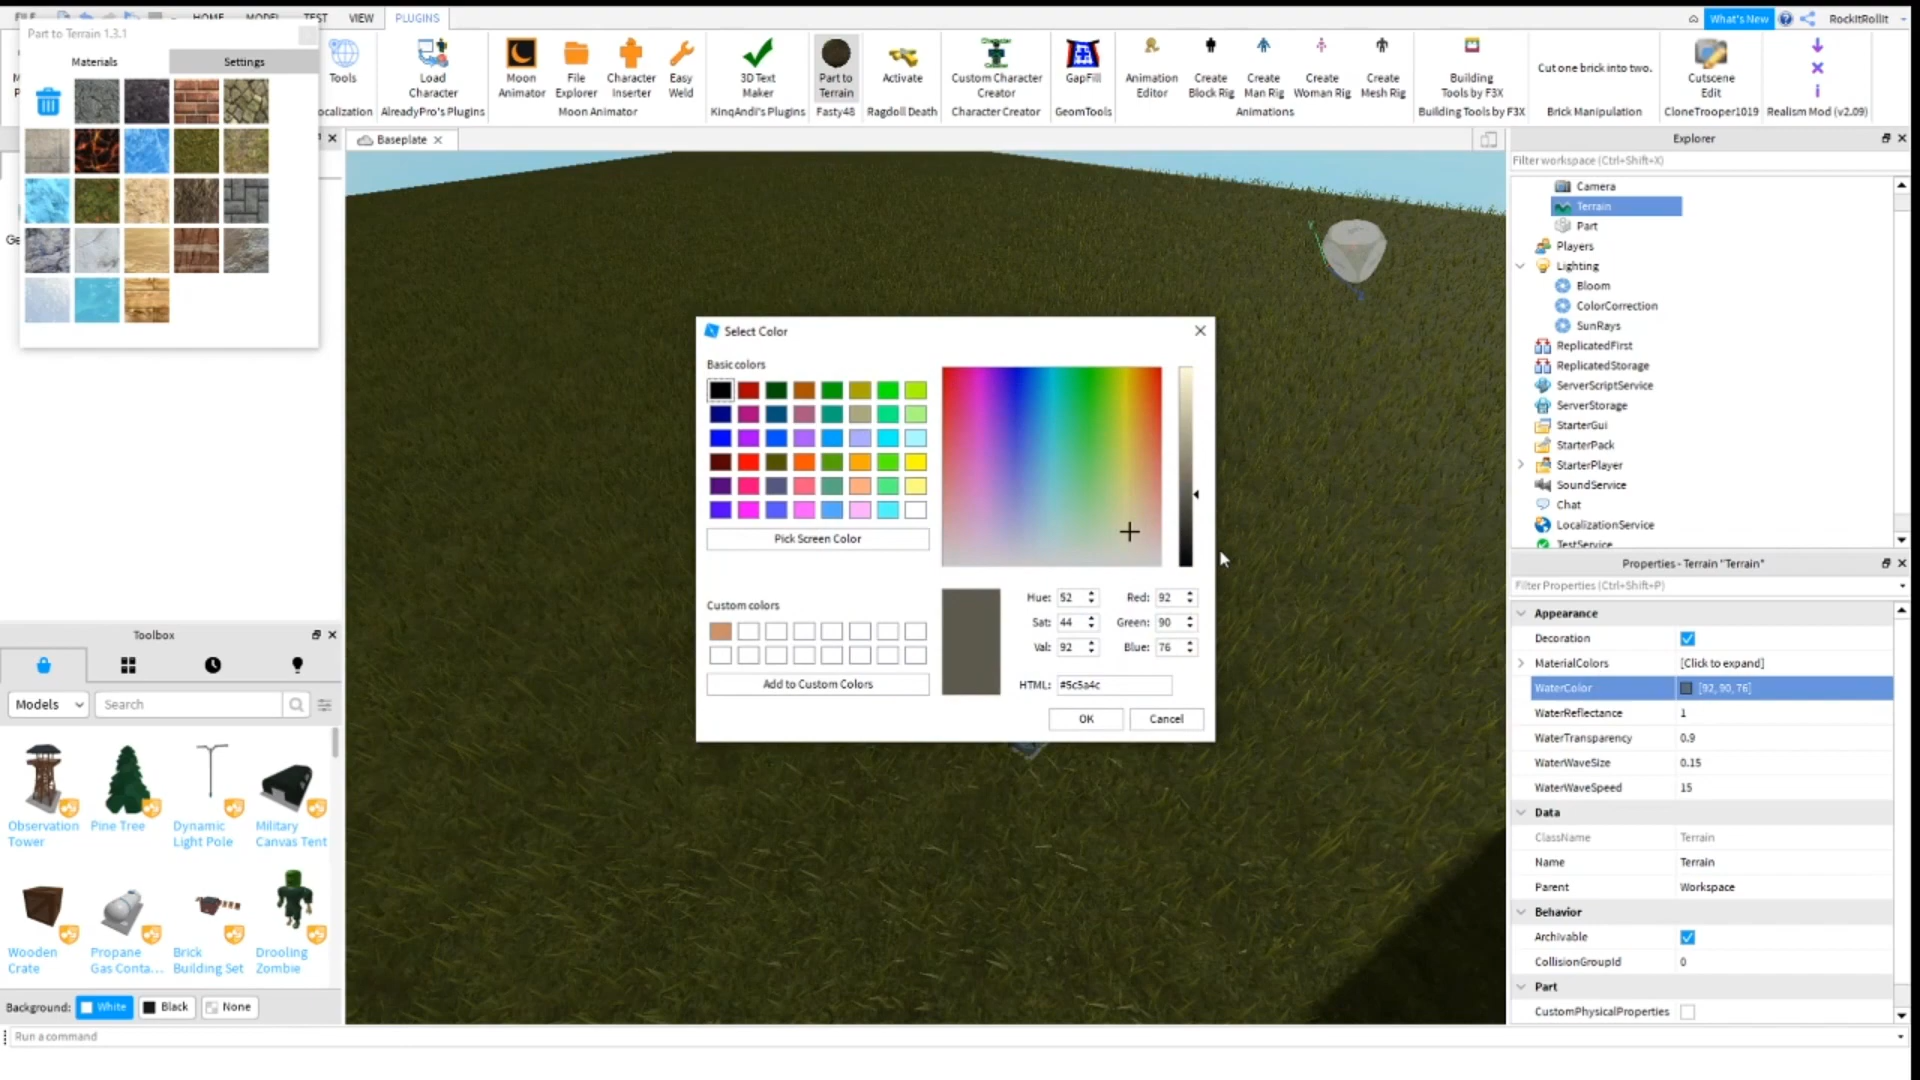 FILE HOME MODEL TEST VIEW PLUGINS What's New RockItRollit
Part to Terrain 1.3.1
Materials Settings
Tools
ocalization
Load
Character
AlreadyPro's Plugins
Moon
Animator
File
Explorer
Character
Inserter
Easy
Weld
Moon Animator
3D Text
Maker
KingAndi's Plugins
Part to
Terrain
Fasty48
Activate
Ragdoll Death
Custom Character
Creator
Character Creator
GapFill
GeomTools
Animation
Editor
Create
Block Rig
Create
Man Rig
Create
Woman Rig
Create
Mesh Rig
Animations
Building
Tools by F3X
Building Tools by F3X
Cut one brick into two.
Brick Manipulation
Cutscene
Edit
CloneTrooper1019
Realism Mod (v2.09)
Baseplate
Explorer
Filter workspace (Ctrl+Shift+X)
Camera
Terrain
Part
Players
Lighting
Bloom
ColorCorrection
SunRays
ReplicatedFirst
ReplicatedStorage
ServerScriptService
ServerStorage
StarterGui
StarterPack
StarterPlayer
SoundService
Chat
LocalizationService
TestService
Select Color
Basic colors
Pick Screen Color
Custom colors
Add to Custom Colors
Hue: 52 Red: 92
Sat: 44 Green: 90
Val: 92 Blue: 76
HTML: #5c5a4c
OK Cancel
Properties - Terrain "Terrain"
Filter Properties (Ctrl+Shift+P)
Appearance
Decoration
MaterialColors [Click to expand]
WaterColor [92, 90, 76]
WaterReflectance 1
WaterTransparency 0.9
WaterWaveSize 0.15
WaterWaveSpeed 15
Data
ClassName Terrain
Name Terrain
Parent Workspace
Behavior
Archivable
CollisionGroupId 0
Part
CustomPhysicalProperties
Toolbox
Models Search
Observation
Tower
Pine Tree
Dynamic
Light Pole
Military
Canvas Tent
Wooden
Crate
Propane
Gas Conta...
Brick
Building Set
Drooling
Zombie
Background: White Black None
Run a command